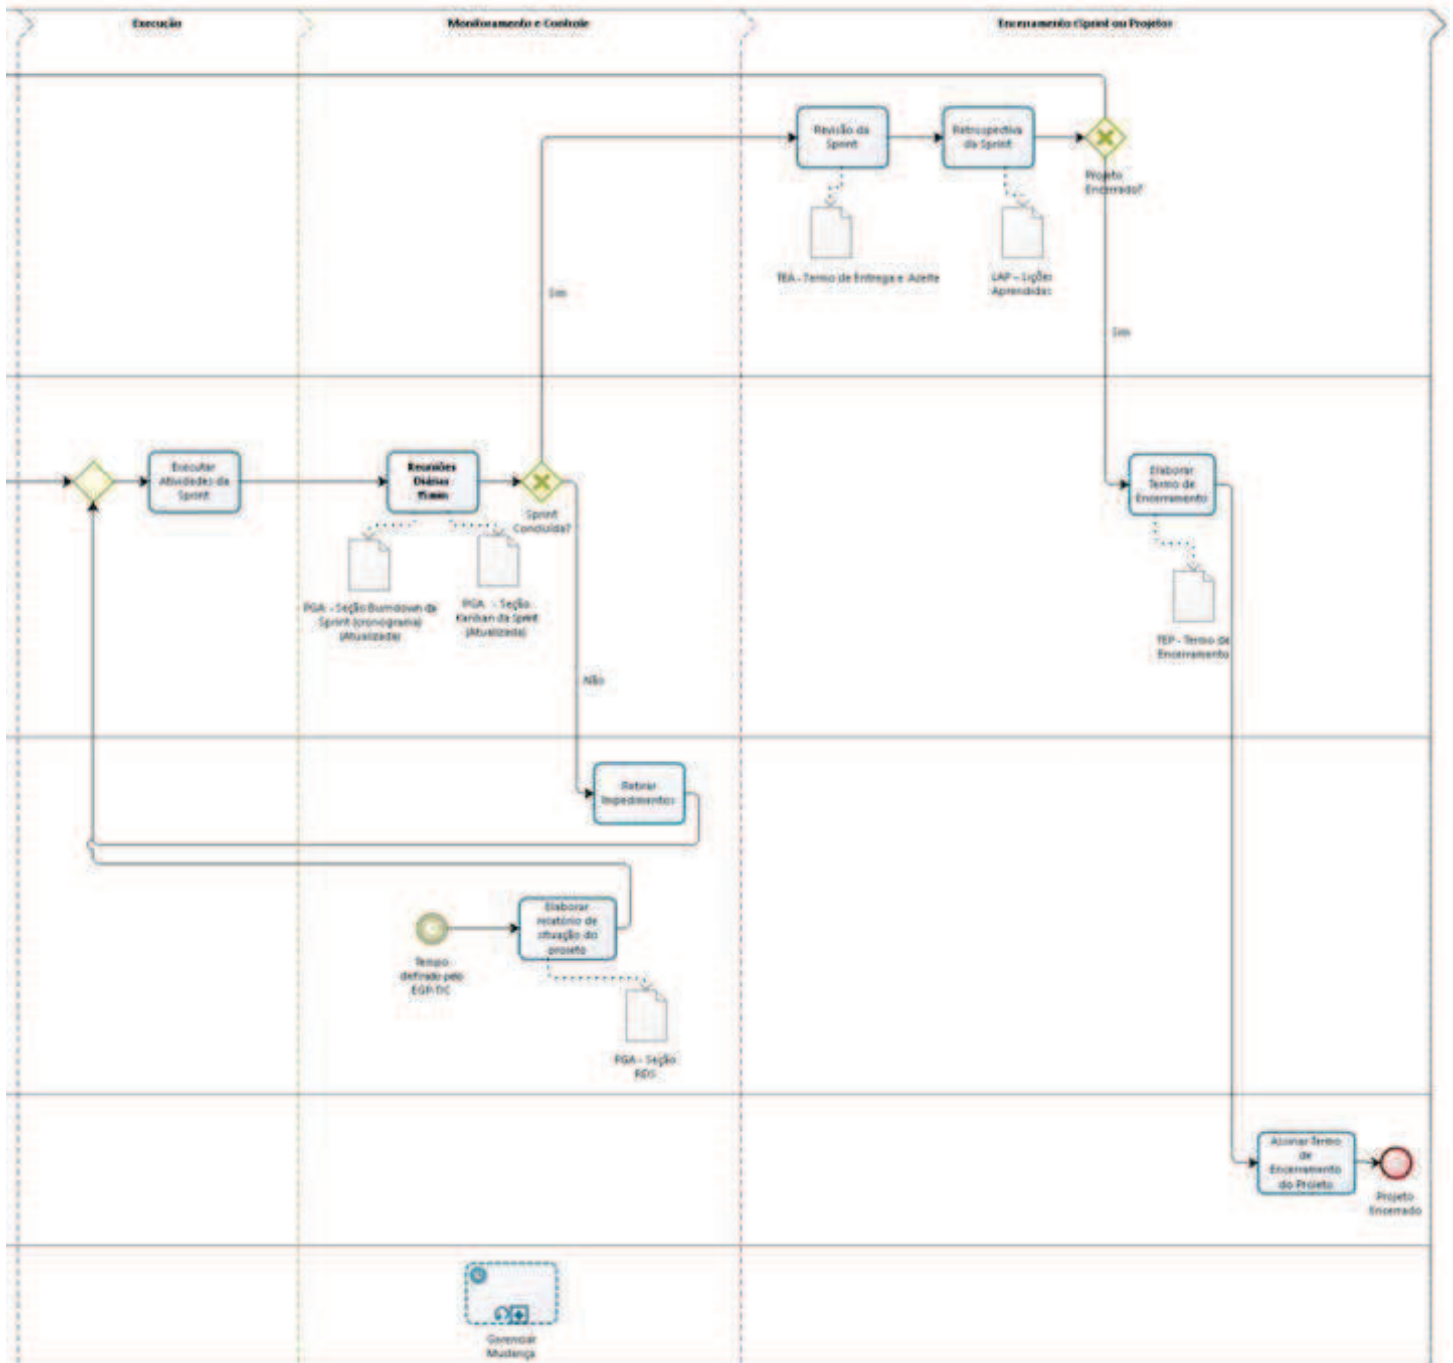 Execução
Monitoramento e Controle
Encerramento (Sprint ou Projetos
Revisão da
Sprint
Retrospectiva
da Sprint
Projeto
Encerrado?
TEA - Termo de Entrega e Aceite
LAP - Lições
Aprendidas
Sim
Sim
Executar
Atividades da
Sprint
Reuniões
Diárias
15min
Sprint
Concluída?
Elaborar
Termo de
Encerramento
PGA - Seção Burndown da
Sprint (cronograma)
(Atualizada)
PGA - Seção
Kanban da Sprint
(Atualizada)
TEP - Termo de
Encerramento
Não
Retirar
Impedimentos
Elaborar
relatório de
situação do
projeto
Tempo
definido pelo
EGP-TIC
PGA - Seção
RDS
Assinar Termo
de
Encerramento
do Projeto
Projeto
Encerrado
Gerenciar
Mudança